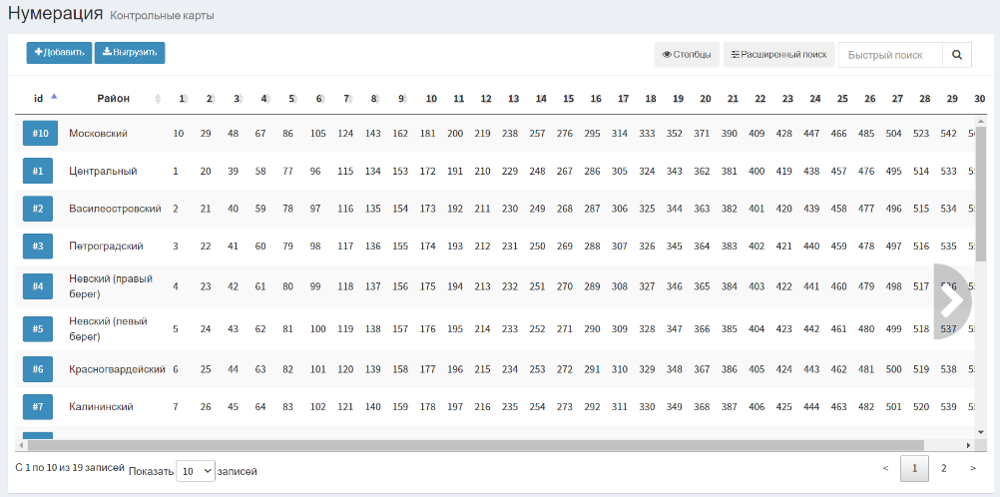 Нумерация Контрольные карты
Добавить Выгрузить Столбцы Расширенный поиск Быстрый поиск
id Район 1 2 3 4 5 6 7 8 9 10 11 12 13 14 15 16 17 18 19 20 21 22 23 24 25 26 27 28 29 30
#10 Московский 10 29 48 67 86 105 124 143 162 181 200 219 238 257 276 295 314 333 352 371 390 409 428 447 466 485 504 523 542
#1 Центральный 1 20 39 58 77 96 115 134 153 172 191 210 229 248 267 286 305 324 343 362 381 400 419 438 457 476 495 514 533
#2 Василеостровский 2 21 40 59 78 97 116 135 154 173 192 211 230 249 268 287 306 325 344 363 382 401 420 439 458 477 496 515 534
#3 Петроградский 3 22 41 60 79 98 117 136 155 174 193 212 231 250 269 288 307 326 345 364 383 402 421 440 459 478 497 516 535
Невский (правый
#4 4 23 42 61 80 99 118 137 156 175 194 213 232 251 270 289 308 327 346 365 384 403 422 441 460 479 498 517 536
берег)
Невский (левый
#5 5 24 43 62 81 100 119 138 157 176 195 214 233 252 271 290 309 328 347 366 385 404 423 442 461 480 499 518 537
берег)
#6 Красногвардейский 6 25 44 63 82 101 120 139 158 177 196 215 234 253 272 291 310 329 348 367 386 405 424 443 462 481 500 519 538
#7 Калининский 7 26 45 64 83 102 121 140 159 178 197 216 235 254 273 292 311 330 349 368 387 406 425 444 463 482 501 520 539
С 1 по 10 из 19 записей Показать 10 записей < 1 2 >